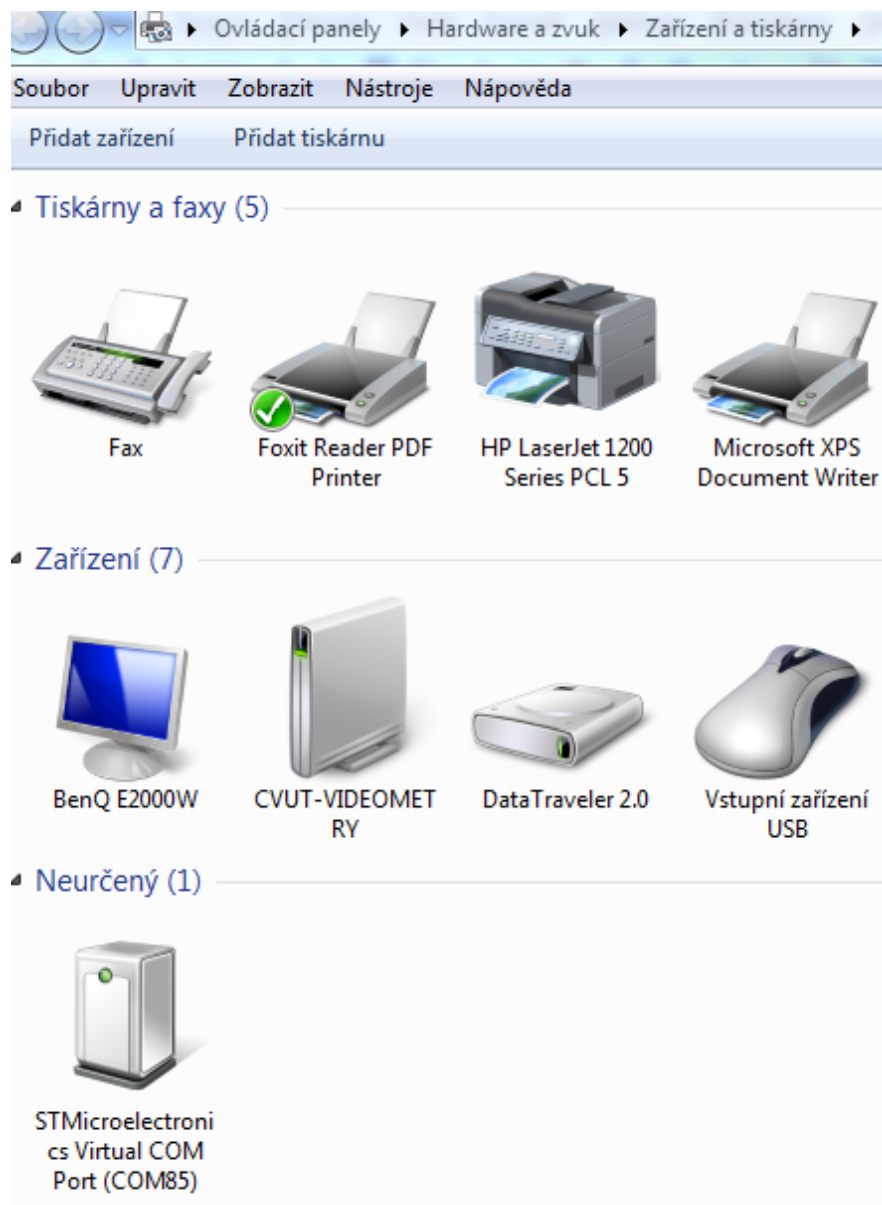 Ovládací panely Hardware a zvuk Zařízení a tiskárny
Soubor Upravit Zobrazit Nástroje Nápověda
Přidat zařízení Přidat tiskárnu
Tiskárny a faxy (5)
Fax
Foxit Reader PDF
Printer
HP LaserJet 1200
Series PCL 5
Microsoft XPS
Document Writer
Zařízení (7)
BenQ E2000W
CVUT-VIDEOMET
RY
DataTraveler 2.0
Vstupní zařízení
USB
Neurčený (1)
STMicroelectroni
cs Virtual COM
Port (COM85)